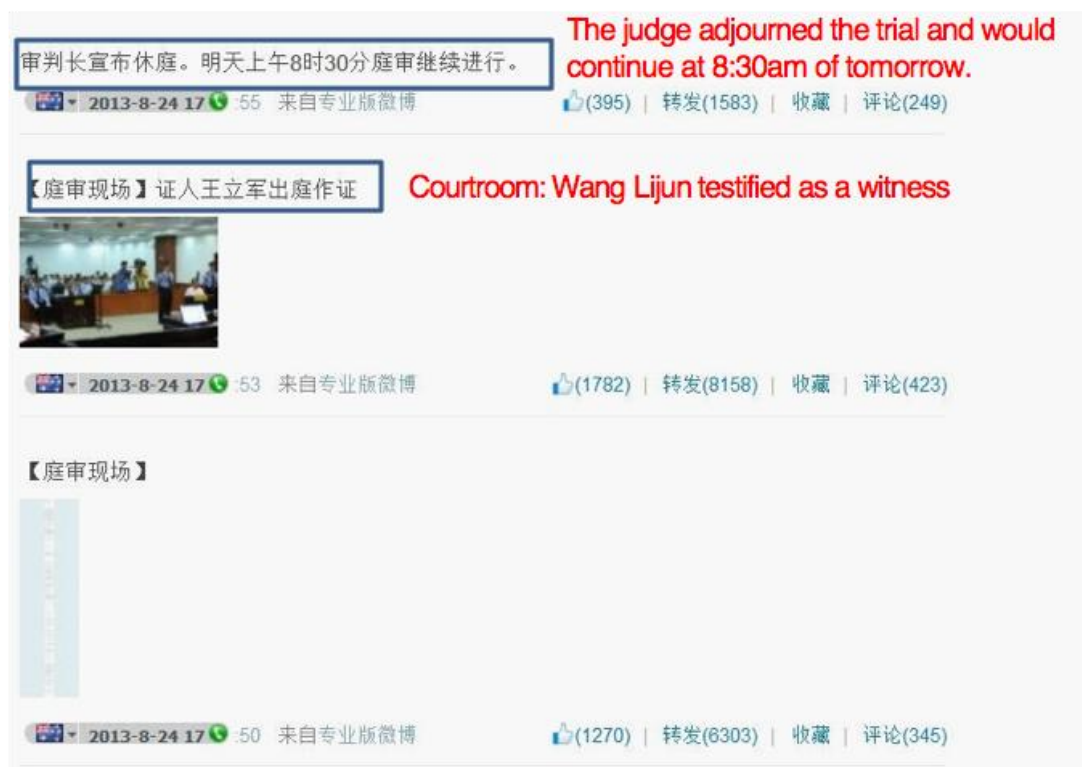 The judge adjourned the trial and would
审判长宣布休庭。明天上午8时30分庭审继续进行。 continue at 8:30am of tomorrow.
2013-8-24 17:55 来自专业版微博 (395) | 转发(1583) | 收藏 | 评论(249)
【庭审现场】证人王立军出庭作证 Courtroom: Wang Lijun testified as a witness
2013-8-24 17:53 来自专业版微博 (1782) | 转发(8158) | 收藏 | 评论(423)
【庭审现场】
2013-8-24 17:50 来自专业版微博 (1270) | 转发(6303) | 收藏 | 评论(345)